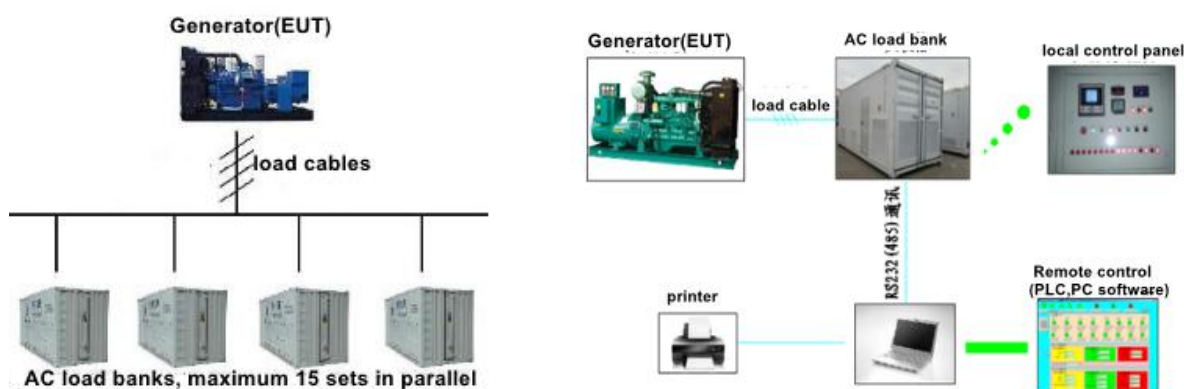 Generator(EUT)
load cables
AC load banks, maximum 15 sets in parallel
Generator(EUT)
load cable
AC load bank
local control panel
RS232 (485) 通讯
printer
Remote control
(PLC,PC software)